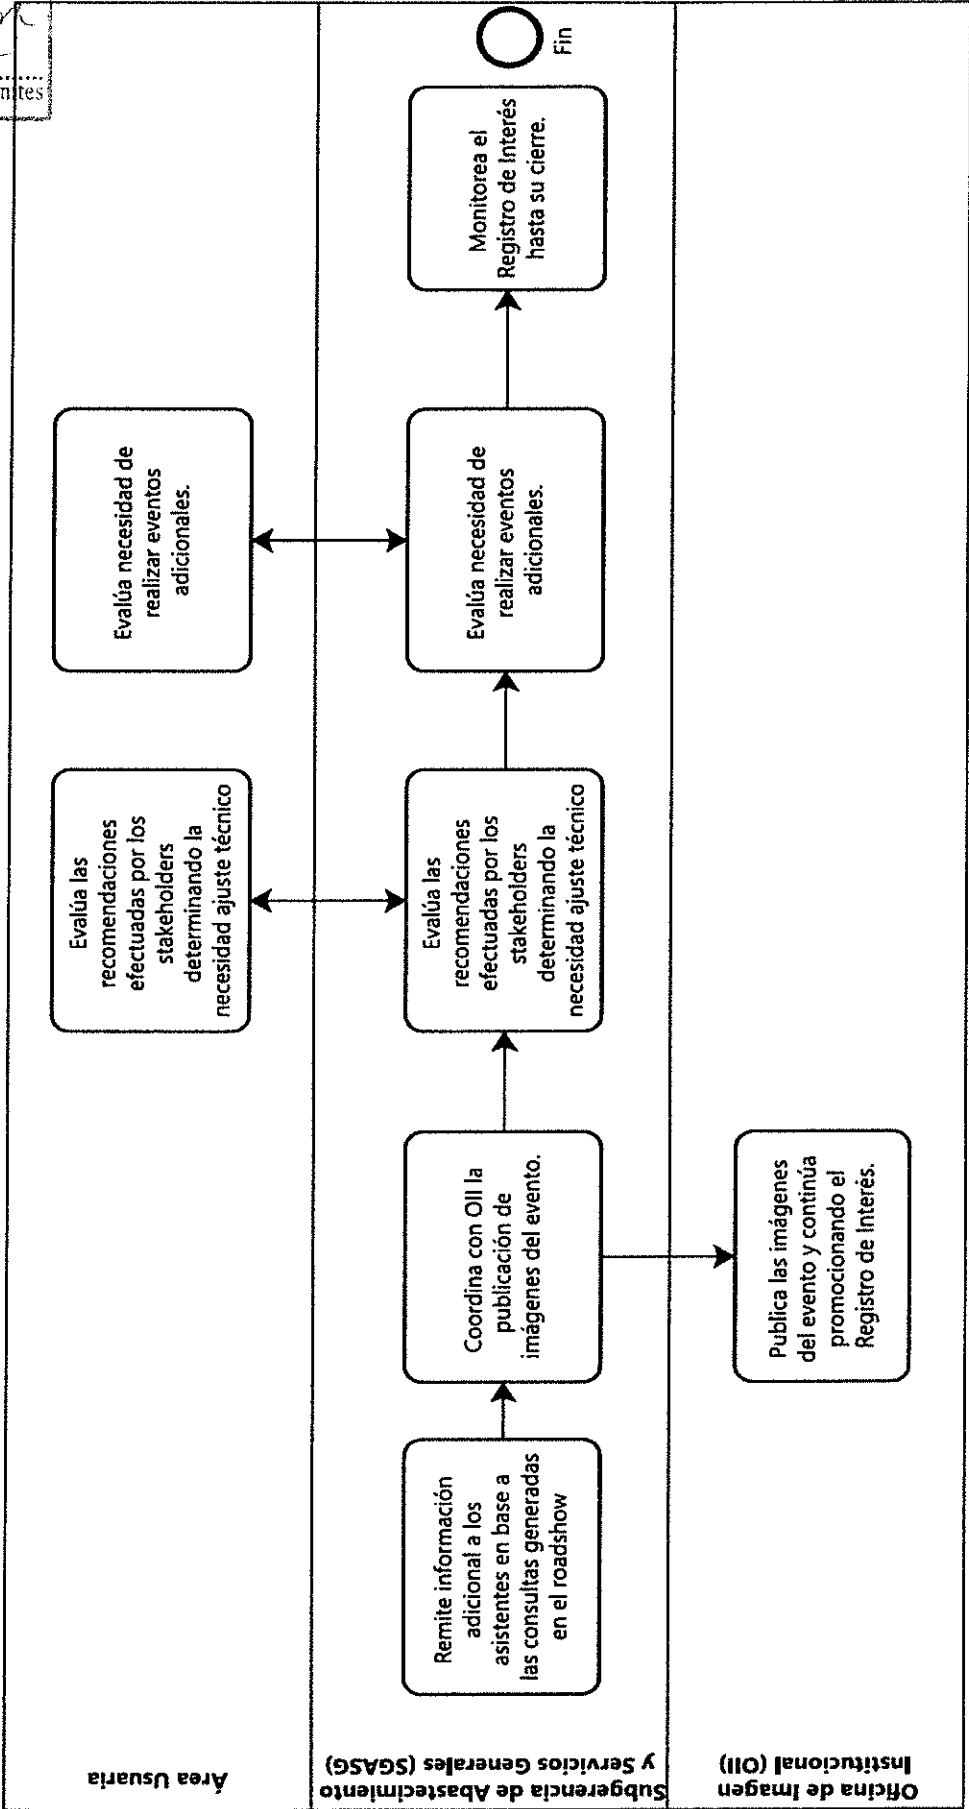 Área Usuaria
Evalúa las
recomendaciones
efectuadas por los
stakeholders
determinando la
necesidad ajuste técnico
Evalúa necesidad de
realizar eventos
adicionales.
Subgerencia de Abastecimiento
y Servicios Generales (SGASG)
Remite información
adicional a los
asistentes en base a
las consultas generadas
en el roadshow
Coordina con OII la
publicación de
imágenes del evento.
Evalúa las
recomendaciones
efectuadas por los
stakeholders
determinando la
necesidad ajuste técnico
Evalúa necesidad de
realizar eventos
adicionales.
Monitorea el
Registro de Interés
hasta su cierre.
Fin
Oficina de Imagen
Institucional (OII)
Publica las imágenes
del evento y continúa
promocionando el
Registro de Interés.